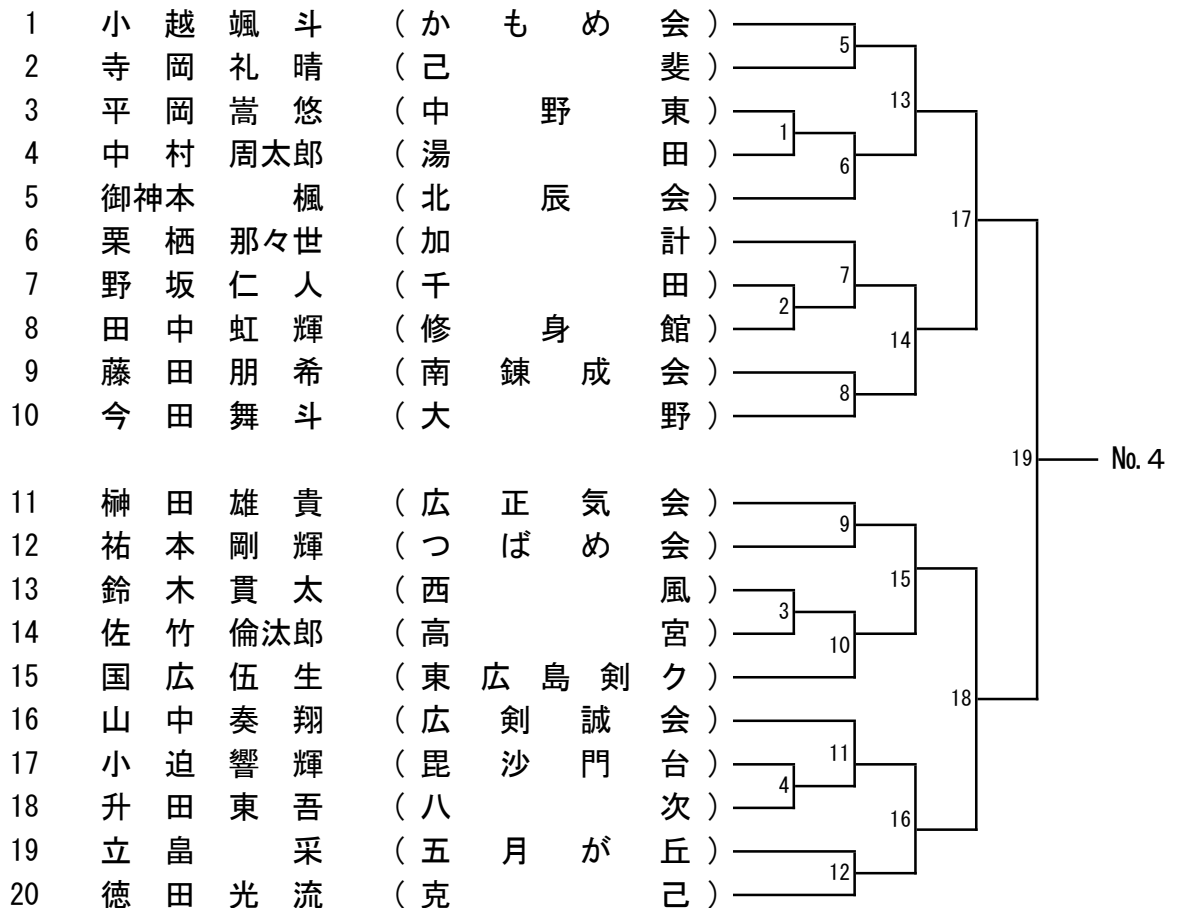 1 小越颯斗 (かもめ会)
2 寺岡礼晴 (己斐)
3 平岡嵩悠 (中野東)
4 中村周太郎 (湯田)
5 御神本楓 (北辰会)
6 栗栖那々世 (加計)
7 野坂仁人 (千田)
8 田中虹輝 (修身館)
9 藤田朋希 (南錬成会)
10 今田舞斗 (大野)
11 榊田雄貴 (広正気会)
12 祐本剛輝 (つばめ会)
13 鈴木貫太 (西風)
14 佐竹倫汰郎 (高宮)
15 国広伍生 (東広島剣ク)
16 山中奏翔 (広剣誠会)
17 小迫響輝 (毘沙門台)
18 升田東吾 (八次)
19 立畠采 (五月が丘)
20 徳田光流 (克己)
1
2
3
4
5
6
7
8
9
10
11
12
13
14
15
16
17
18
19
№4